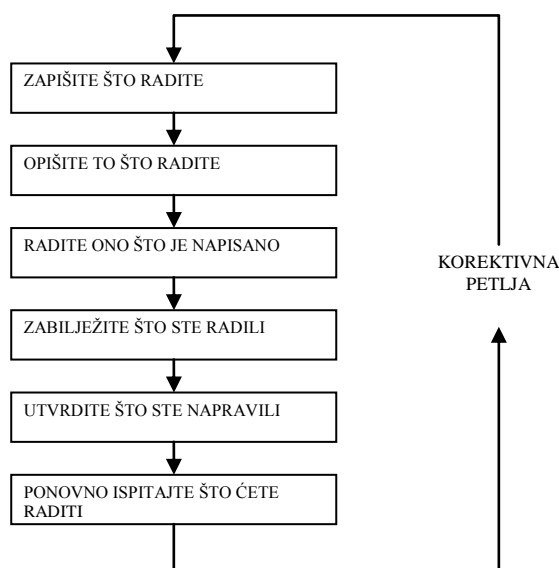 ZAPIŠITE ŠTO RADITE
OPIŠITE TO ŠTO RADITE
RADITE ONO ŠTO JE NAPISANO
ZABILJEŽITE ŠTO STE RADILI
UTVRDITE ŠTO STE NAPRAVILI
PONOVNO ISPITAJTE ŠTO ĆETE
RADITI
KOREKTIVNA
PETLJA